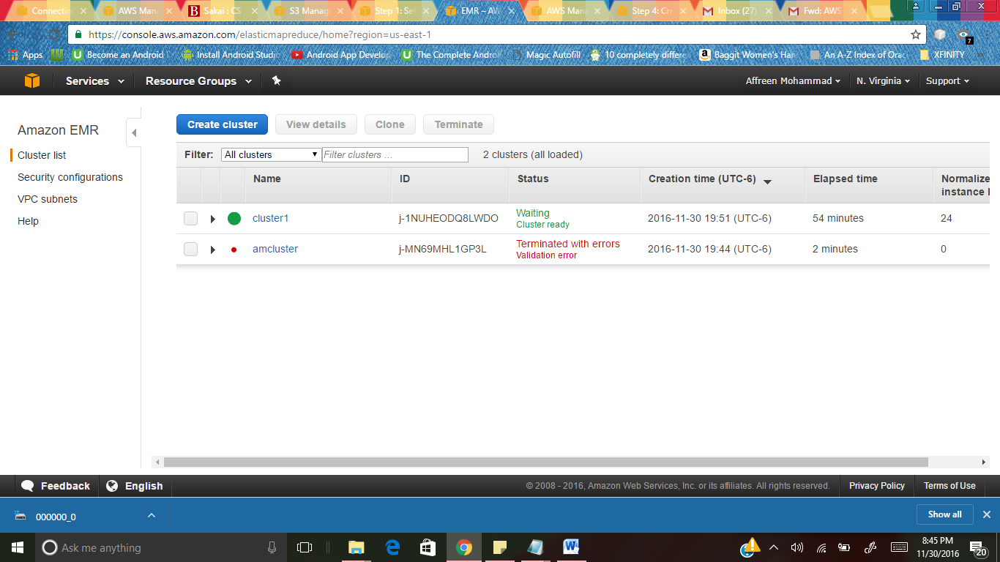 Connectin AWS Mana Sakai : CS S3 Manag Step 1: Set EMR – AW AWS Mana Step 4: Cre Inbox (27) Fwd: AWS
https://console.aws.amazon.com/elasticmapreduce/home?region=us-east-1
7
Apps Become an Android D Install Android Studi Android App Develop The Complete Androi Magic Autofill 10 completely differe Baggit Women's Han An A-Z Index of Orac XFINITY »
Services Resource Groups Affreen Mohammad N. Virginia Support
Amazon EMR
Cluster list
Security configurations
VPC subnets
Help
Create cluster View details Clone Terminate
Filter: All clusters Filter clusters ... 2 clusters (all loaded)
Name ID Status Creation time (UTC-6) Elapsed time Normalize
instance h
cluster1 j-1NUHEODQ8LWDO Waiting 2016-11-30 19:51 (UTC-6) 54 minutes 24
Cluster ready
amcluster j-MN69MHL1GP3L Terminated with errors 2016-11-30 19:44 (UTC-6) 2 minutes 0
Validation error
Feedback English © 2008 - 2016, Amazon Web Services, Inc. or its affiliates. All rights reserved. Privacy Policy Terms of Use
000000_0 Show all
Ask me anything 8:45 PM
11/30/2016 20